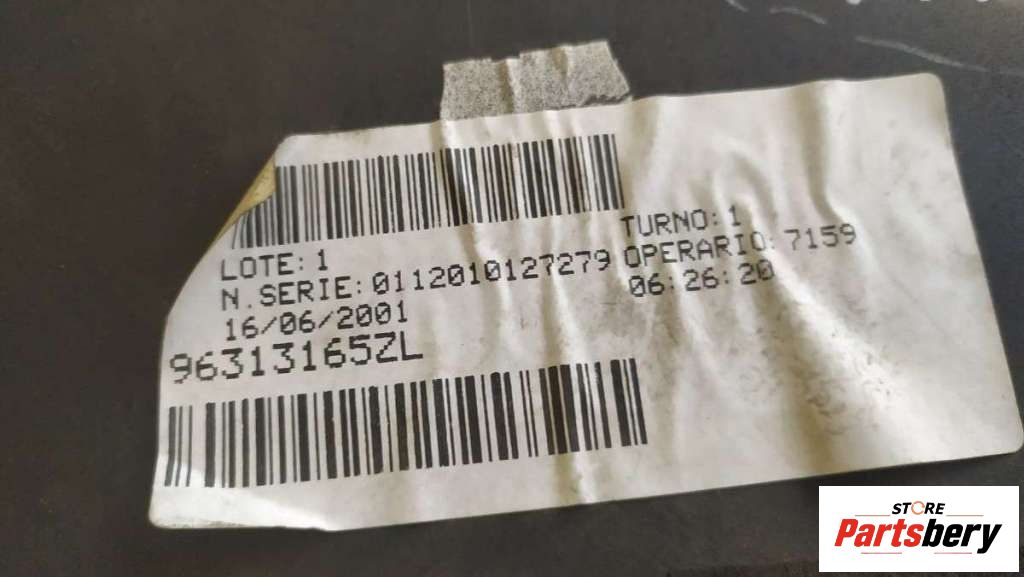 LOTE:1
TURNO:1
N.SERIE:0112010127279 OPERARIO:7159
16/06/2001
06:26:20
96313165ZL
STORE
Partsbery